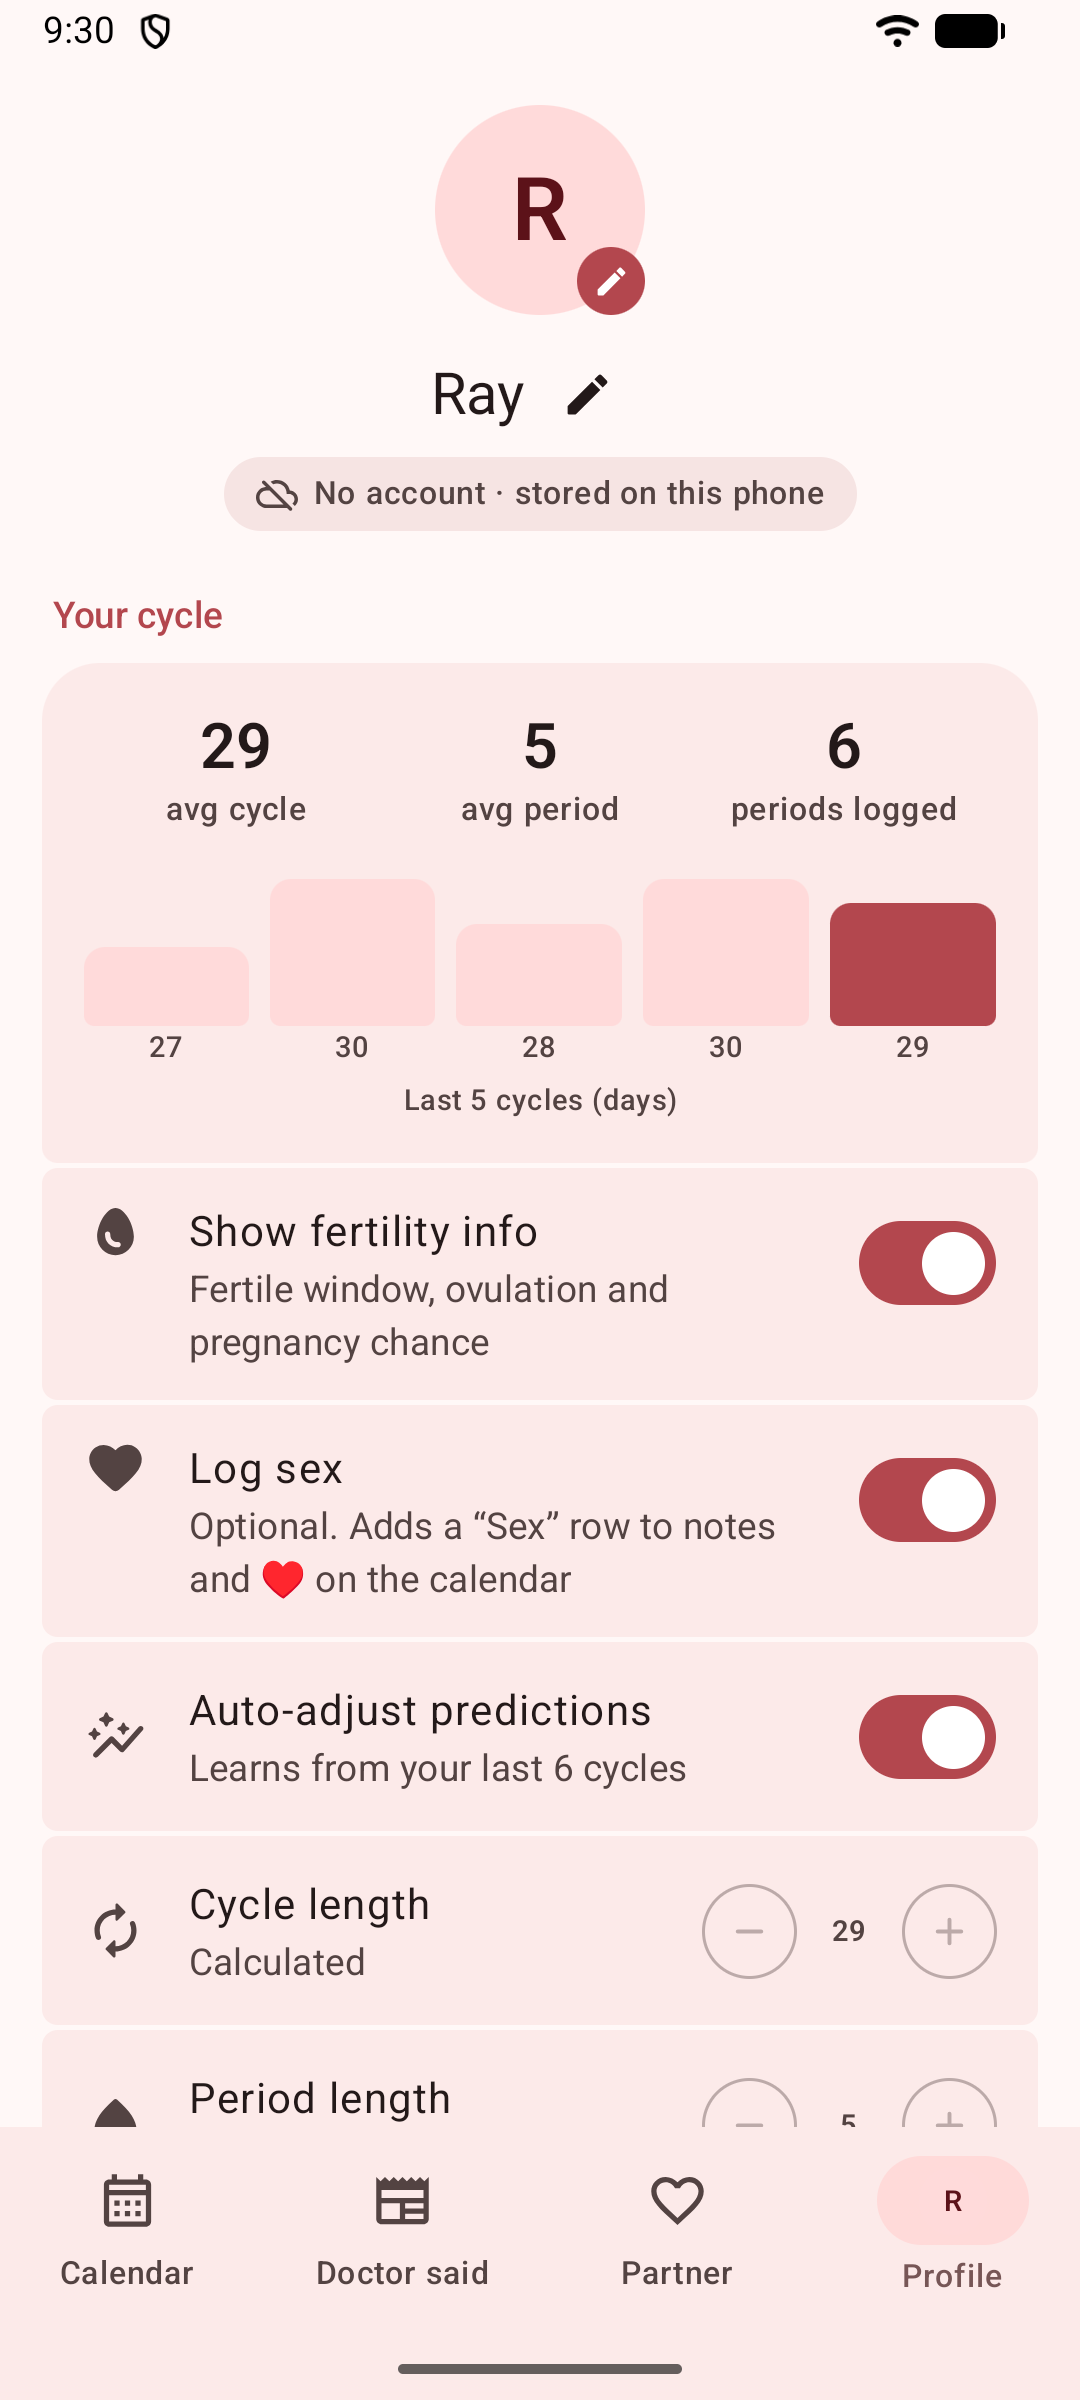 9:30
R
Ray
No account · stored on this phone
Your cycle
29 5 6
avg cycle avg period periods logged
27 30 28 30 29
Last 5 cycles (days)
Show fertility info
Fertile window, ovulation and
pregnancy chance
Log sex
Optional. Adds a “Sex” row to notes
and ❤️ on the calendar
Auto-adjust predictions
Learns from your last 6 cycles
Cycle length
Calculated
29
Period length
5
R
Calendar Doctor said Partner Profile